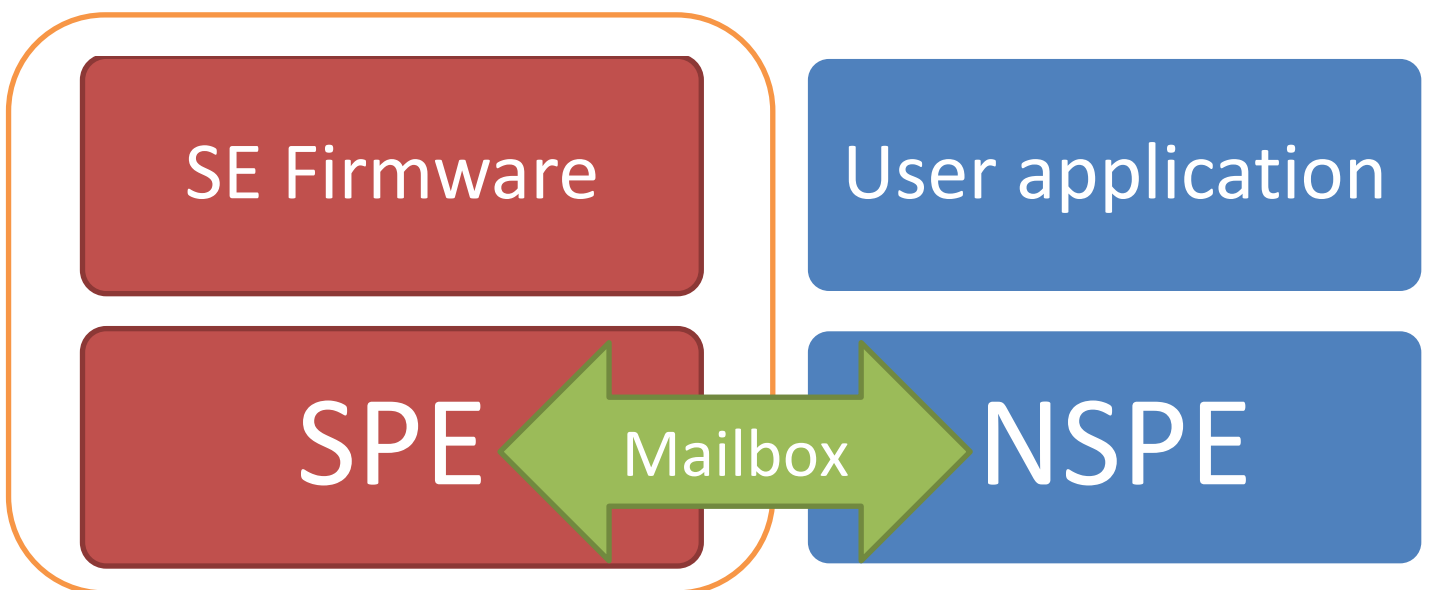 SE Firmware
User application
SPE
Mailbox
NSPE